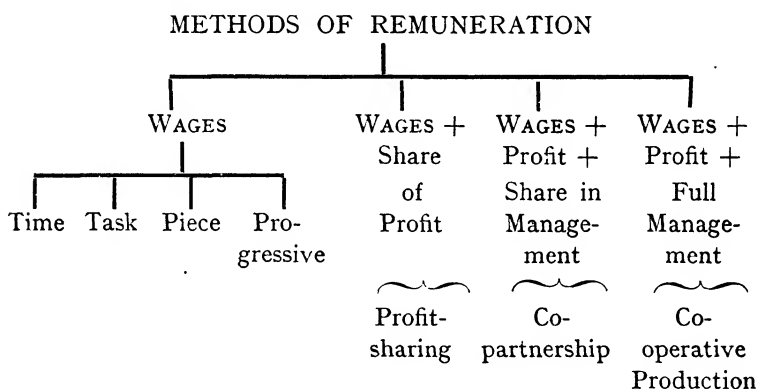 METHODS OF REMUNERATION
WAGES
Time Task Piece Pro-
gressive
WAGES +
Share
of
Profit
Profit-
sharing
WAGES +
Profit +
Share in
Manage-
ment
Co-
partnership
WAGES +
Profit +
Full
Manage-
ment
Co-
operative
Production